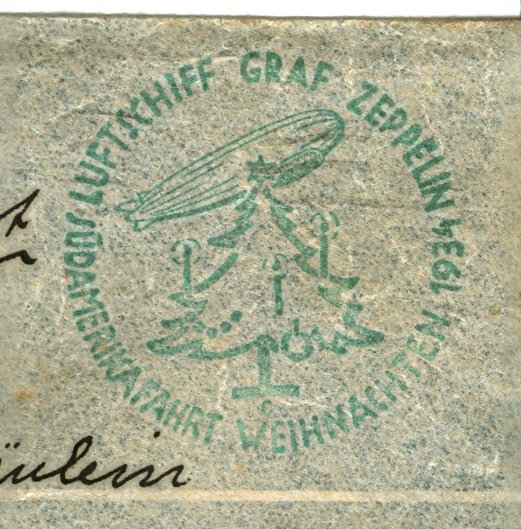 LUFTSCHIFF GRAF ZEPPELIN 1934
SÜDAMERIKAFAHRT WEIHNACHTEN